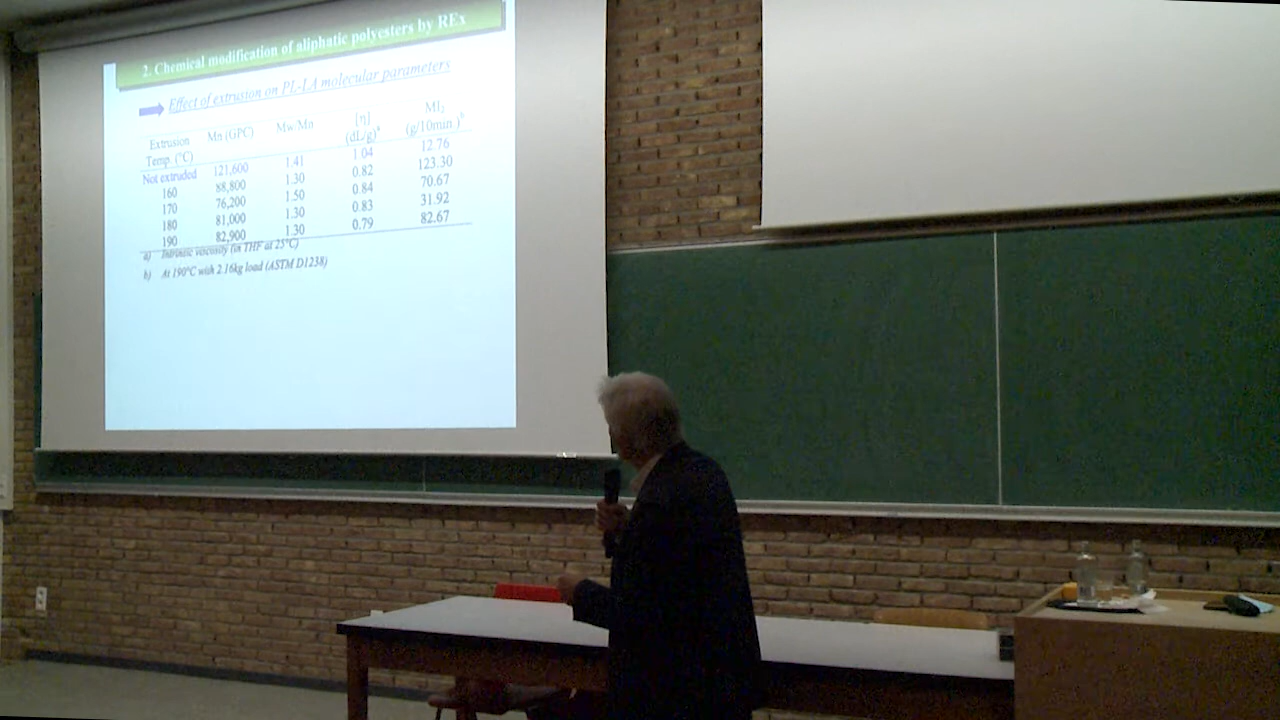 2. Chemical modification of aliphatic polyesters by REx
Effect of extrusion on PL-LA molecular parameters
Extrusion Temp. (°C) Mn (GPC) Mw/Mn [η] (dL/g)a MI2 (g/10min)b
Not extruded 121,600 1.41 1.04 12.76
160 88,800 1.30 0.82 123.30
170 76,200 1.50 0.84 70.67
180 81,000 1.30 0.83 31.92
190 82,900 1.30 0.79 82.67
a) Intrinsic viscosity (in THF at 25°C)
b) At 190°C with 2.16kg load (ASTM D1238)